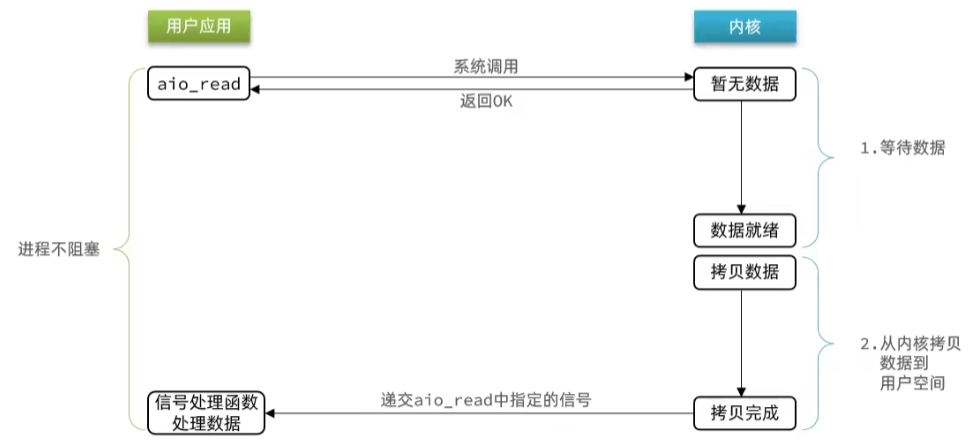 用户应用
内核
aio_read
系统调用
返回OK
暂无数据
1.等待数据
进程不阻塞
数据就绪
拷贝数据
2.从内核拷贝
数据到
用户空间
信号处理函数
处理数据
递交aio_read中指定的信号
拷贝完成